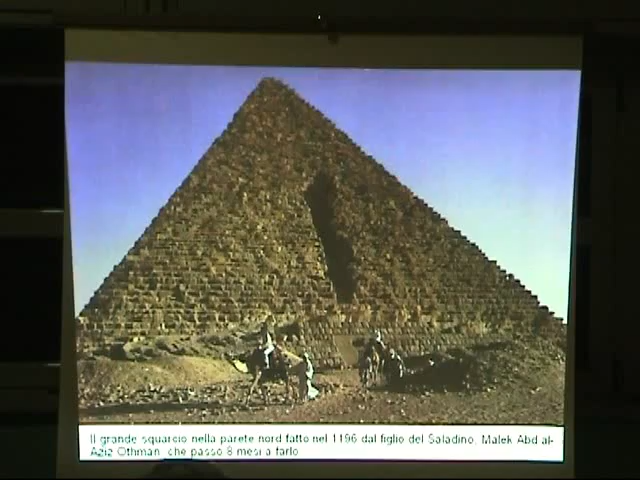 Il grande squarcio nella parete nord fatto nel 1196 dal figlio del Saladino, Malek Abd al-
Aziz Othman, che passo 8 mesi a farlo